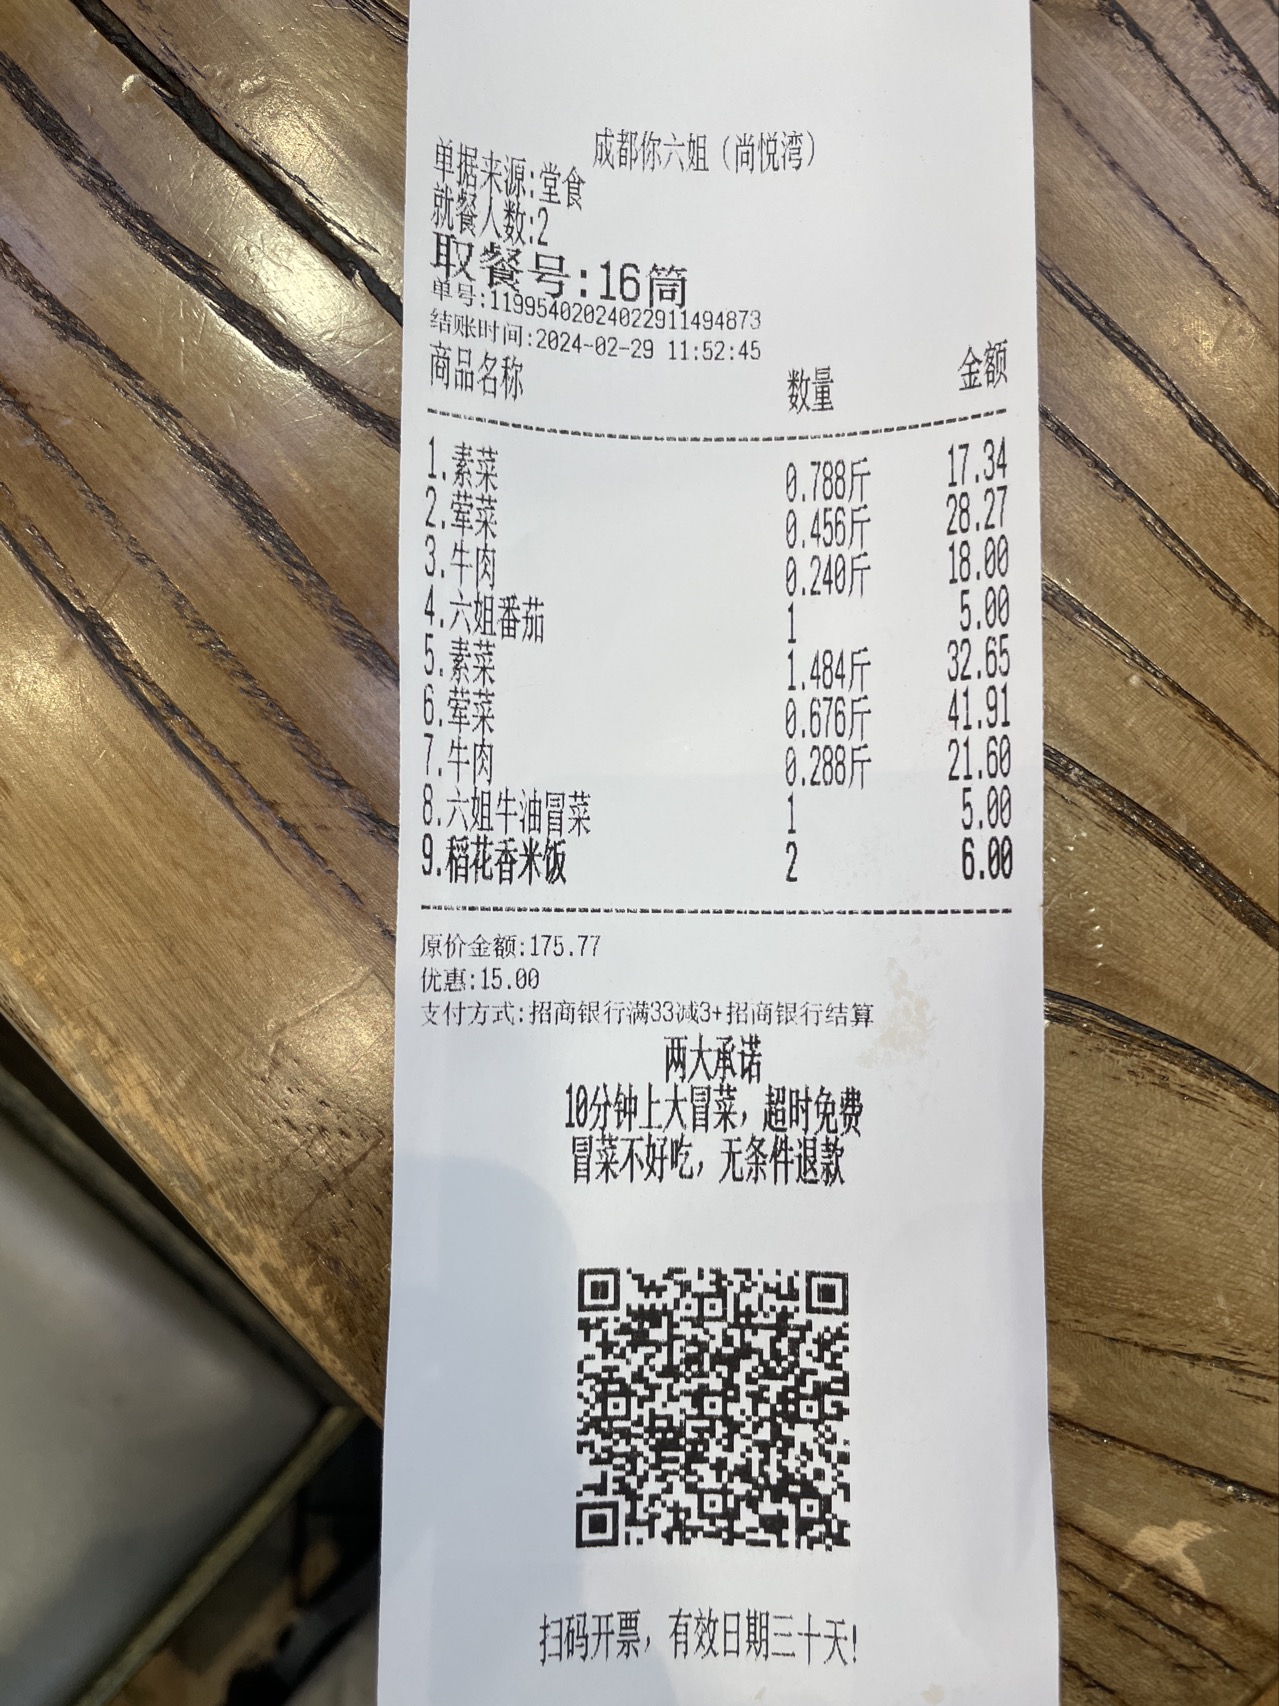 成都你六姐（尚悦湾）
单据来源:堂食
就餐人数:2
取餐号:16筒
单号:11995402024022911494873
结账时间:2024-02-29 11:52:45
商品名称 数量 金额
1.素菜 0.788斤 17.34
2.荤菜 0.456斤 28.27
3.牛肉 0.240斤 18.00
4.六姐番茄 1 5.00
5.素菜 1.484斤 32.65
6.荤菜 0.676斤 41.91
7.牛肉 0.288斤 21.60
8.六姐牛油冒菜 1 5.00
9.稻花香米饭 2 6.00
原价金额:175.77
优惠:15.00
支付方式:招商银行满33减3+招商银行结算
两大承诺
10分钟上大冒菜，超时免费
冒菜不好吃，无条件退款
扫码开票，有效日期三十天!